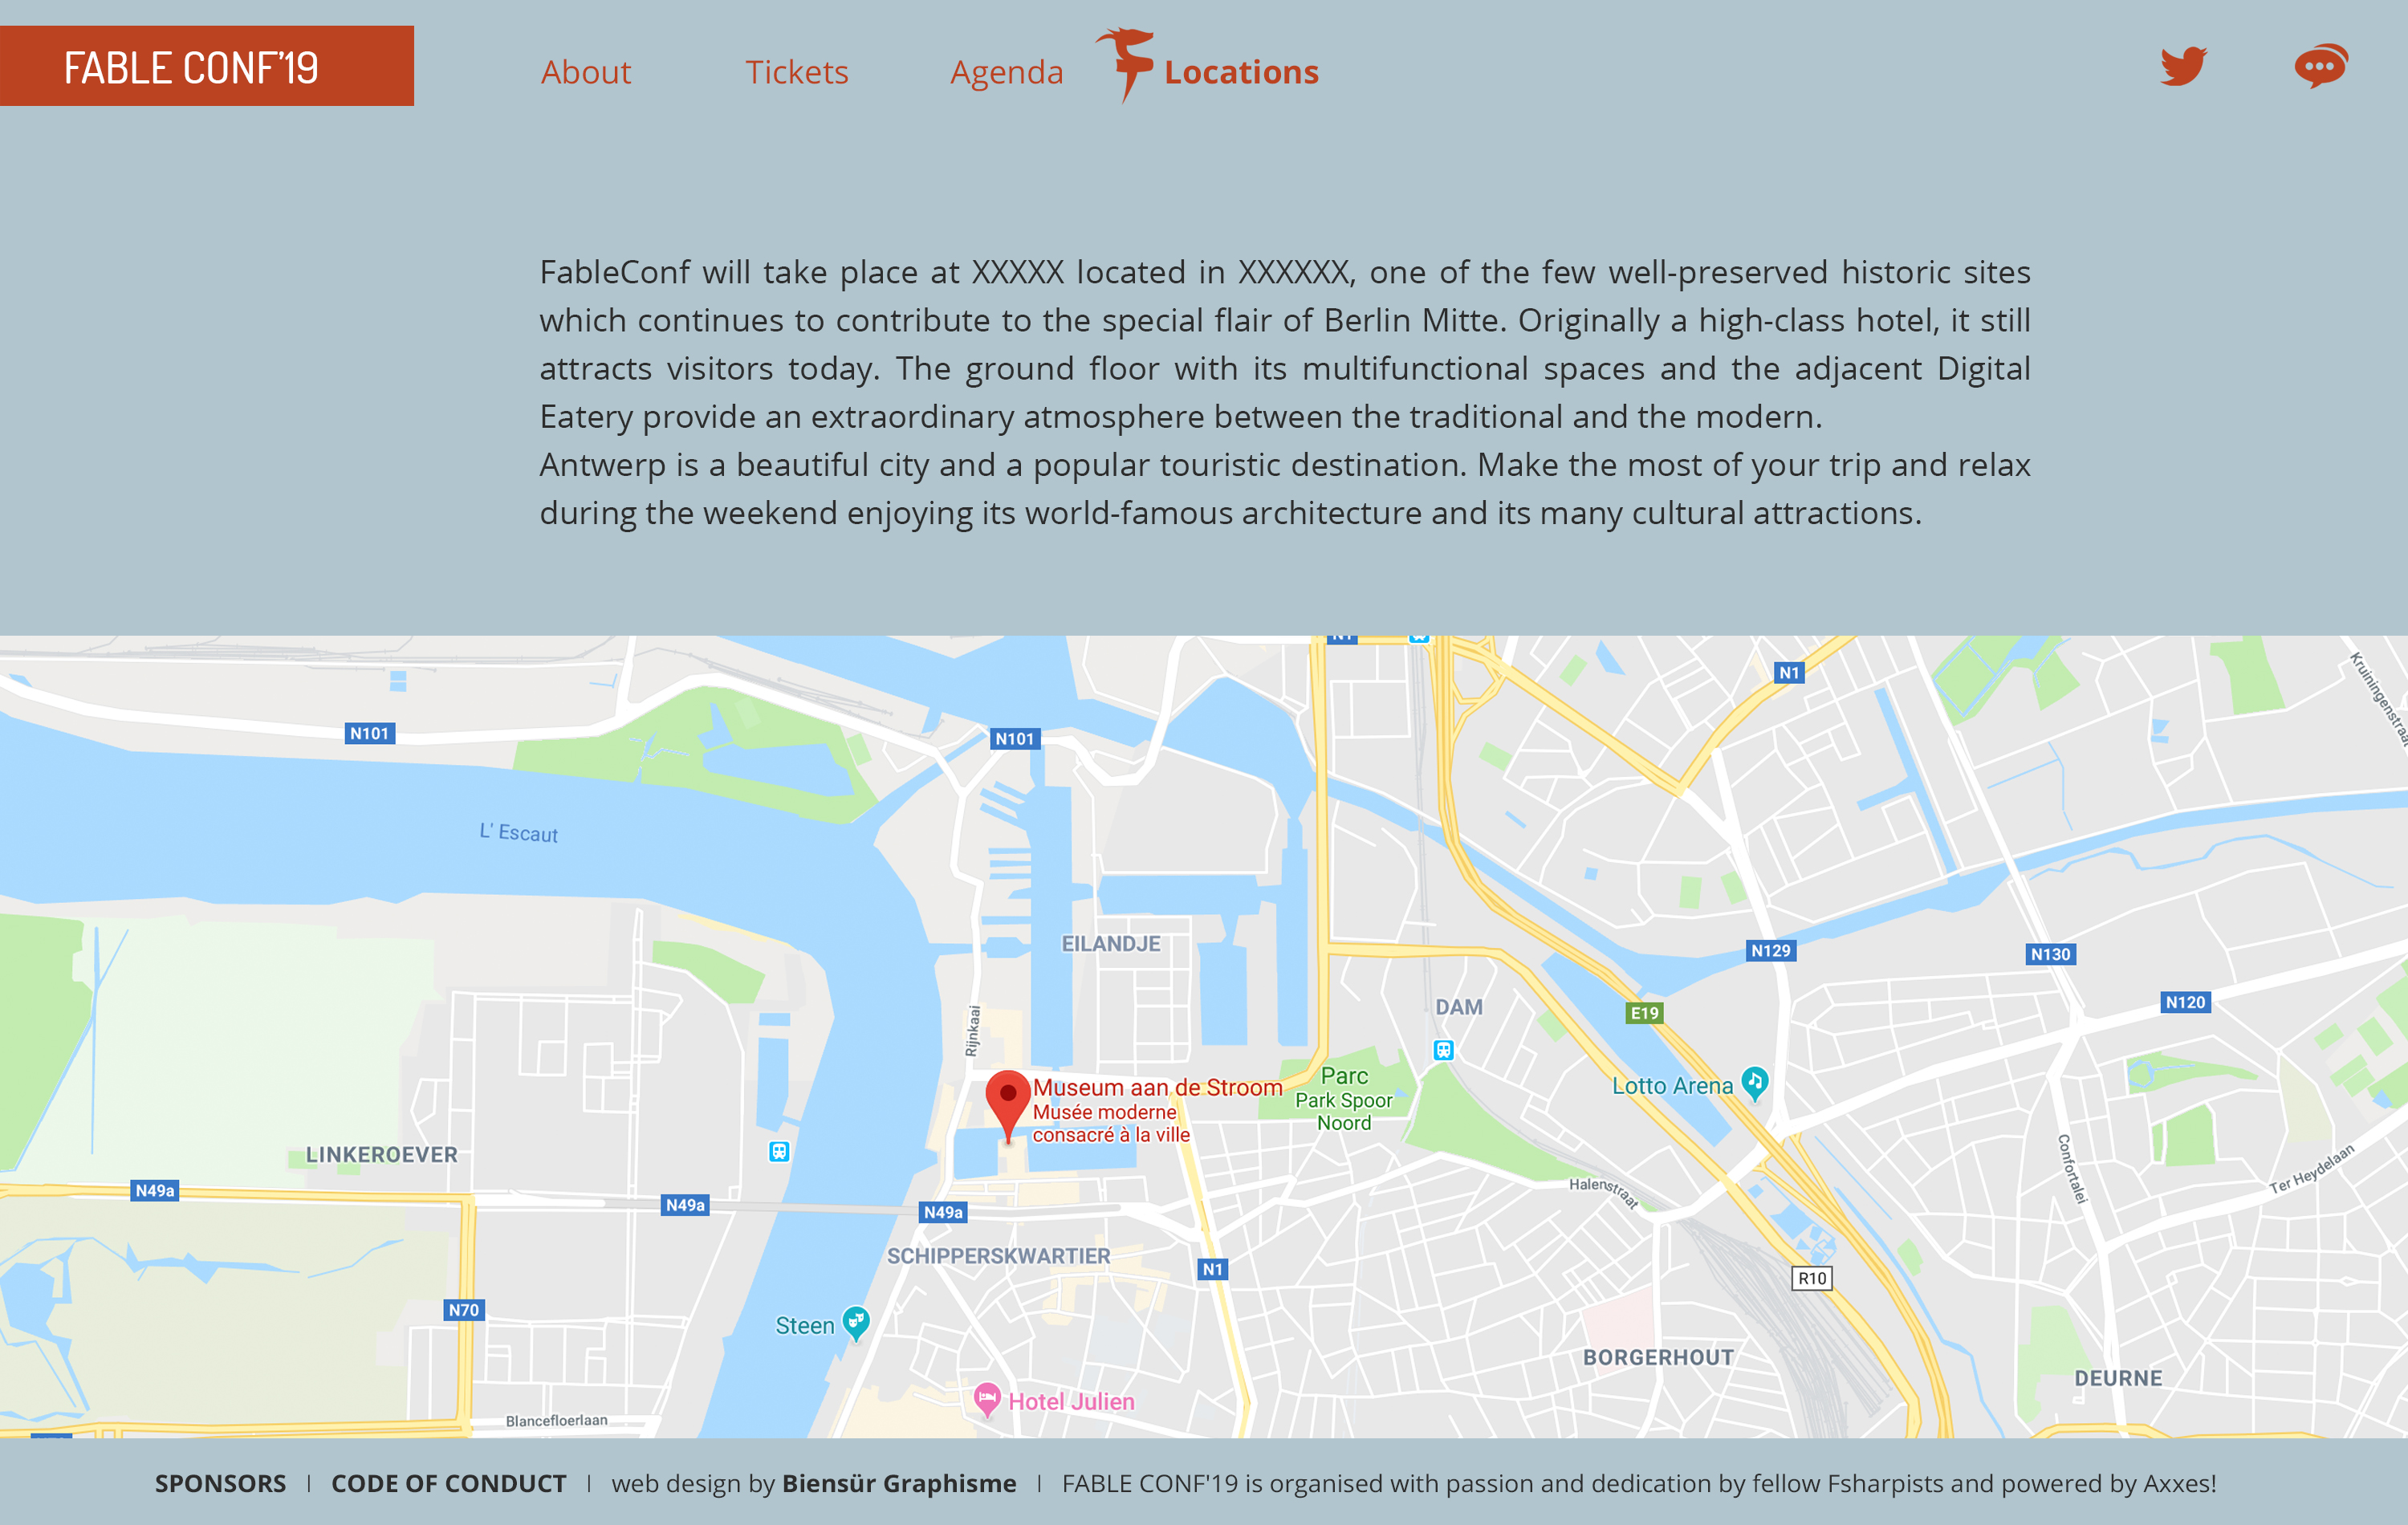 FABLE CONF'19
About
Tickets
Agenda
Locations
FableConf will take place at XXXXX located in XXXXXX, one of the few well-preserved historic sites
which continues to contribute to the special flair of Berlin Mitte. Originally a high-class hotel, it still
attracts visitors today. The ground floor with its multifunctional spaces and the adjacent Digital
Eatery provide an extraordinary atmosphere between the traditional and the modern.
Antwerp is a beautiful city and a popular touristic destination. Make the most of your trip and relax
during the weekend enjoying its world-famous architecture and its many cultural attractions.
N1
N1
N101
N101
L' Escaut
EILANDJE
N129
N130
N120
DAM
E19
Rijnkaai
Museum aan de Stroom
Musée moderne
consacré à la ville
Parc
Park Spoor
Noord
Lotto Arena
LINKEROEVER
Confortalei
Ter Heydelaan
Halenstraat
N49a
N49a
N49a
SCHIPPERSKWARTIER
N1
R10
N70
Steen
BORGERHOUT
DEURNE
Hotel Julien
Blancefloerlaan
SPONSORS | CODE OF CONDUCT | web design by Biensür Graphisme | FABLE CONF'19 is organised with passion and dedication by fellow Fsharpists and powered by Axxes!